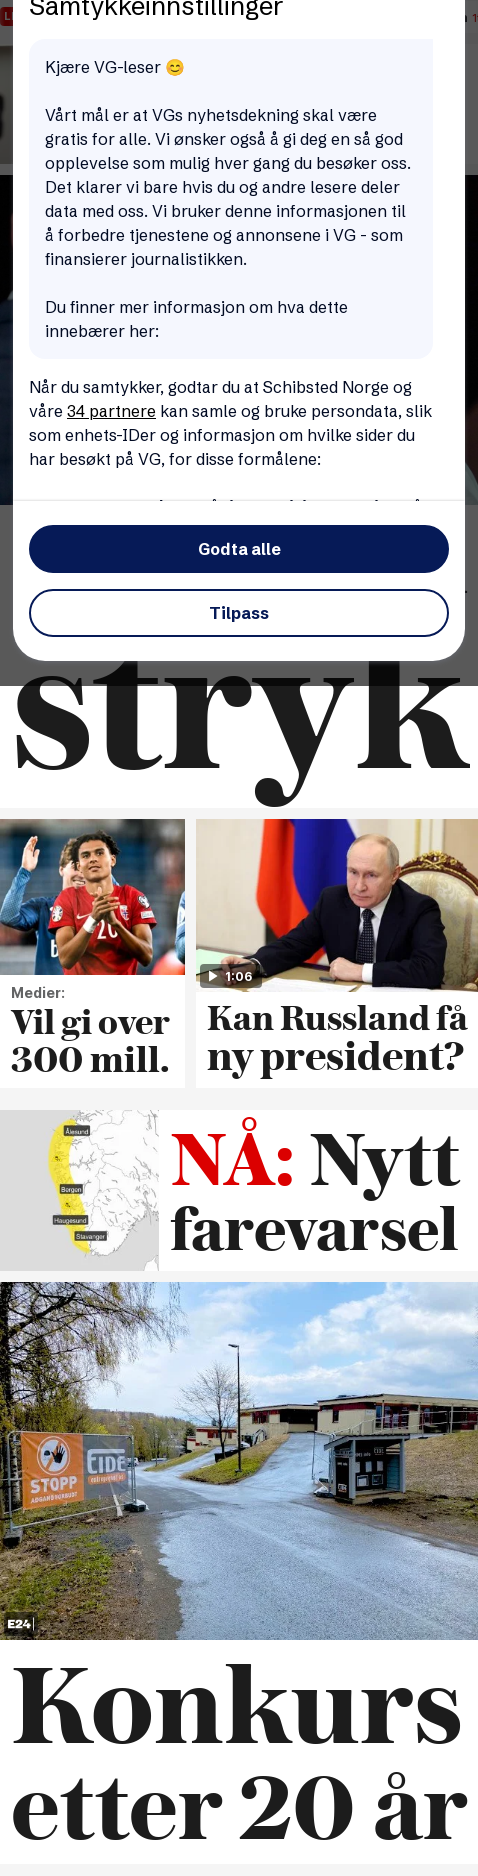 Samtykkeinnstillinger
Kjære VG-leser 😊
Vårt mål er at VGs nyhetsdekning skal være
gratis for alle. Vi ønsker også å gi deg en så god
opplevelse som mulig hver gang du besøker oss.
Det klarer vi bare hvis du og andre lesere deler
data med oss. Vi bruker denne informasjonen til
å forbedre tjenestene og annonsene i VG - som
finansierer journalistikken.
Du finner mer informasjon om hva dette
innebærer her:
Når du samtykker, godtar du at Schibsted Norge og
våre 34 partnere kan samle og bruke persondata, slik
som enhets-IDer og informasjon om hvilke sider du
har besøkt på VG, for disse formålene:
Godta alle
Tilpass
stryk
20
1:06
Medier:
Vil gi over
300 mill.
Kan Russland få
ny president?
Ålesund
Bergen
Haugesund
Stavanger
NÅ: Nytt
farevarsel
STOPP
ADGANG FORBUDT
EIDE
E24
Konkurs
etter 20 år